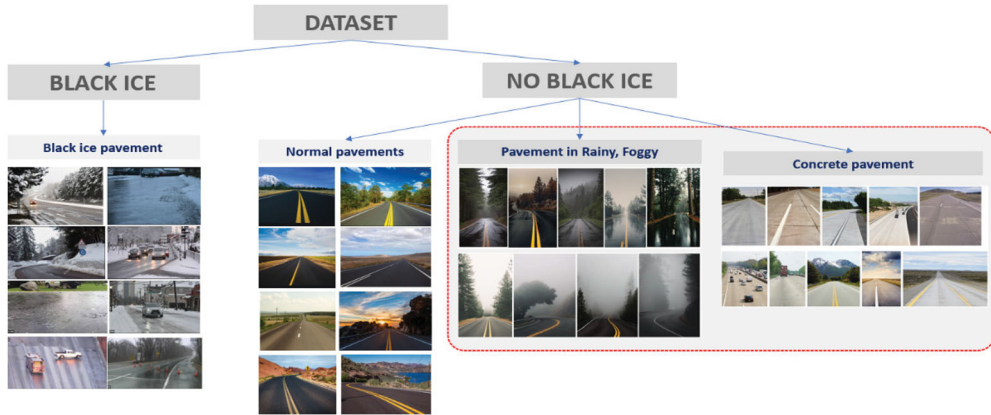 DATASET
BLACK ICE
NO BLACK ICE
Black ice pavement
Normal pavements
Pavement in Rainy, Foggy
Concrete pavement